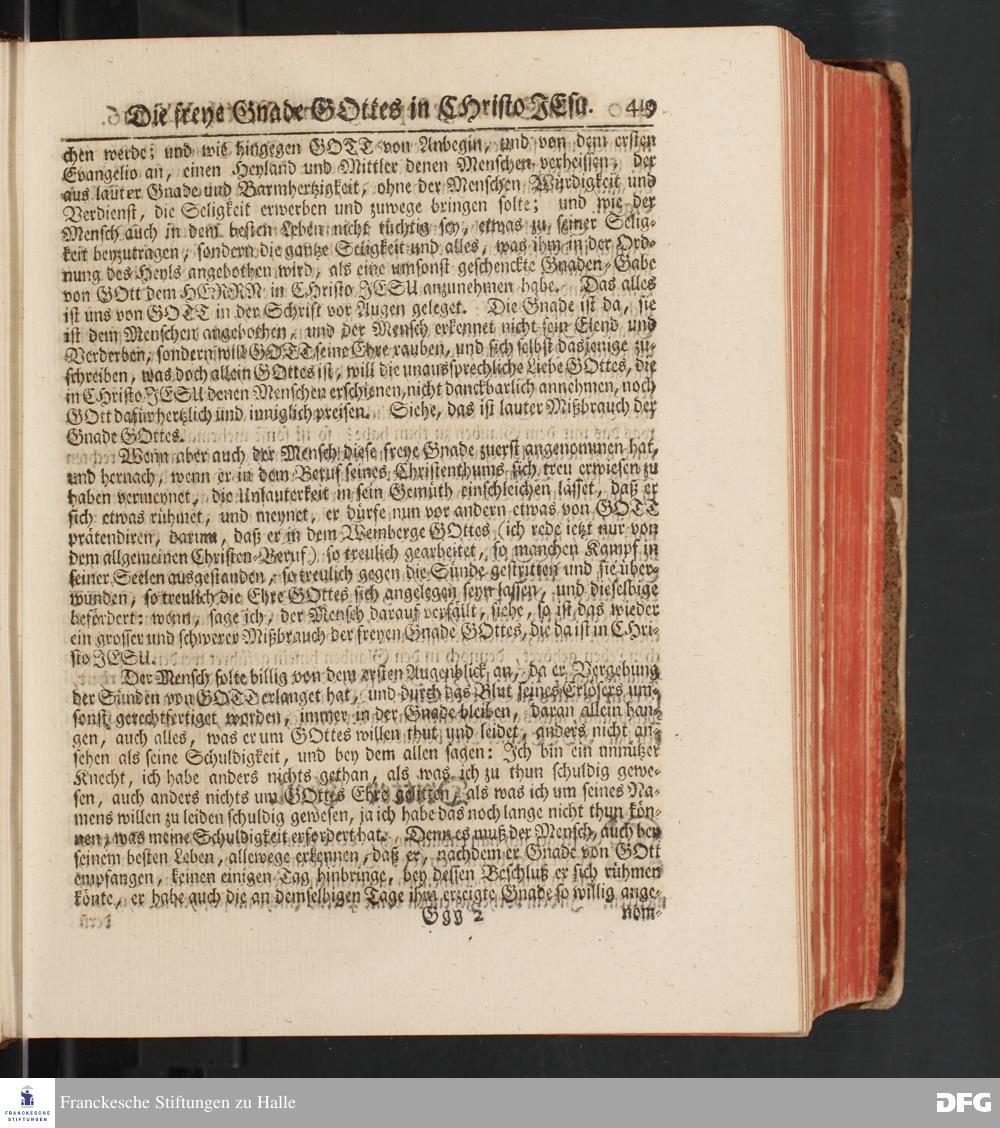 Die freye Gnade GOttes in CHristo JEsu. 419
chen werde; und wie hingegen GOTT von Anbegin, und von dem ersten
Evangelio an, einen Heyland und Mittler denen Menschen verheissen, der
aus lauter Gnade und Barmhertzigkeit, ohne der Menschen Würdigkeit und
Verdienst, die Seligkeit erwerben und zuwege bringen solte; und wie der
Mensch auch in dem besten Leben nicht tüchtig sey, etwas zu seiner Selig-
keit beyzutragen, sondern die gantze Seligkeit und alles, was ihm in der Ord-
nung des Heyls angebothen wird, als eine umsonst geschenckte Gnaden-Gabe
von GOtt dem HERRN in CHristo JESU anzunehmen habe. Das alles
ist uns von GOTT in der Schrift vor Augen geleget. Die Gnade ist da, sie
ist dem Menschen angebothen, und der Mensch erkennet nicht sein Elend und
Verderben, sondern will GOTT seine Ehre rauben, und sich selbst dasjenige zu-
schreiben, was doch allein GOttes ist, will die unaussprechliche Liebe GOttes, die
in CHristo JESU denen Menschen erschienen, nicht danckbarlich annehmen, noch
GOtt dafür hertzlich und inniglich preisen. Siehe, das ist lauter Mißbrauch der
Gnade GOttes.
Wenn aber auch der Mensch diese freye Gnade zuerst angenommen hat,
und hernach, wenn er in dem Beruf seines Christenthums sich treu erwiesen zu
haben vermeynet, die Unlauterkeit in sein Gemüth einschleichen lässet, daß er
sich etwas rühmet, und meynet, er dürfe nun vor andern etwas von GOTT
prätendiren, darum, daß er in dem Weinberge GOttes (ich rede ietzt nur von
dem allgemeinen Christen-Beruf) so treulich gearbeitet, so manchen Kampf in
seiner Seelen ausgestanden, so treulich gegen die Sünde gestritten und sie über-
wunden, so treulich die Ehre GOttes sich angelegen seyn lassen, und dieselbige
befördert: wenn, sage ich, der Mensch darauf verfällt, siehe, so ist das wieder
ein grosser und schwerer Mißbrauch der freyen Gnade GOttes, die da ist in CHri-
sto JESU.
Der Mensch solte billig von dem ersten Augenblick an, da er Vergebung
der Sünden von GOTT erlanget hat, und durch das Blut seines Erlösers um-
sonst gerechtfertiget worden, immer in der Gnade bleiben, daran allein han-
gen, auch alles, was er um GOttes willen thut und leidet, anders nicht an-
sehen als seine Schuldigkeit, und bey dem allen sagen: Ich bin ein unnützer
Knecht, ich habe anders nichts gethan, als was ich zu thun schuldig gewe-
sen, auch anders nichts um GOttes Ehre gelitten, als was ich um seines Na-
mens willen zu leiden schuldig gewesen, ja ich habe das noch lange nicht thun kön-
nen, was meine Schuldigkeit erfordert hat. Denn es muß der Mensch, auch bey
seinem besten Leben, allewege erkennen, daß er, nachdem er Gnade von GOtt
empfangen, keinen einigen Tag hinbringe, bey dessen Beschluß er sich rühmen
könte, er habe auch die an demselbigen Tage ihm erzeigte Gnade so willig ange-
Ggg 2 nom-
FRANCKESCHE
STIFTUNGEN
Franckesche Stiftungen zu Halle
DFG